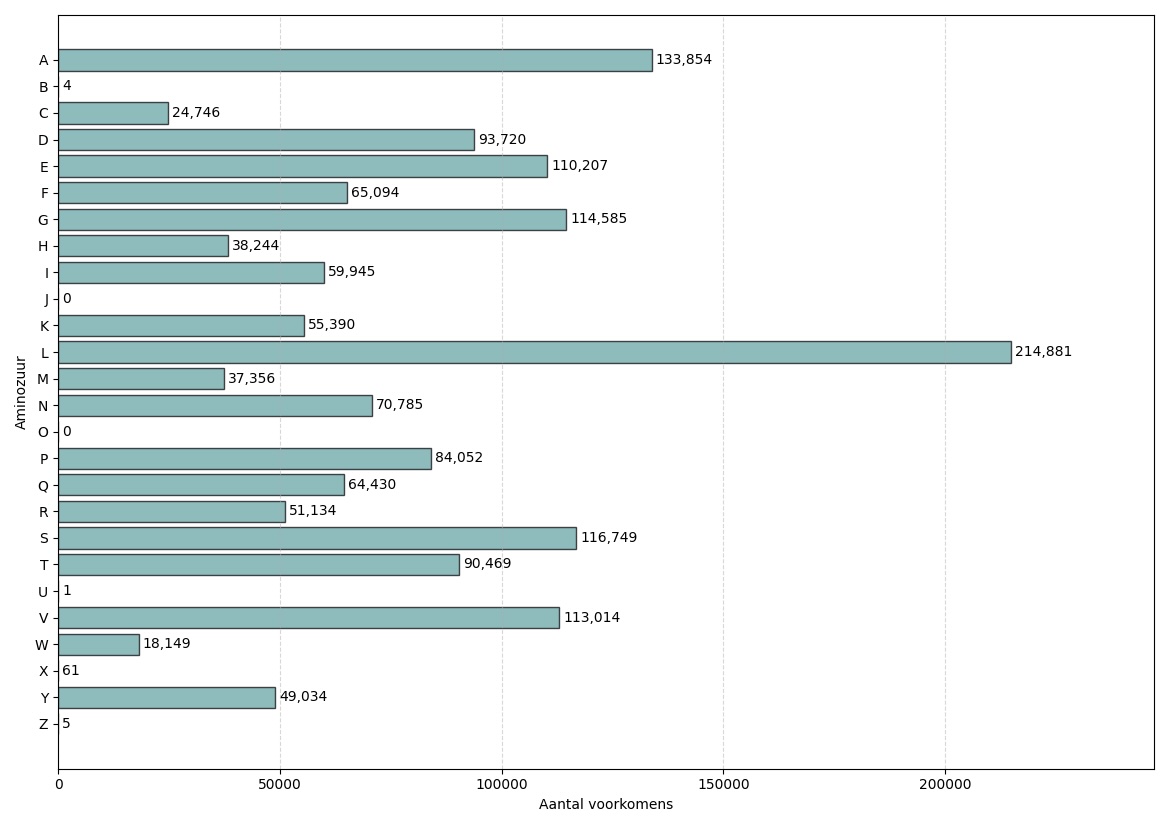 A 133,854
B 4
C 24,746
D 93,720
E 110,207
F 65,094
G 114,585
H 38,244
I 59,945
J 0
K 55,390
L 214,881
M 37,356
N 70,785
O 0
P 84,052
Q 64,430
R 51,134
S 116,749
T 90,469
U 1
V 113,014
W 18,149
X 61
Y 49,034
Z 5
Aminozuur
0 50000 100000 150000 200000
Aantal voorkomens